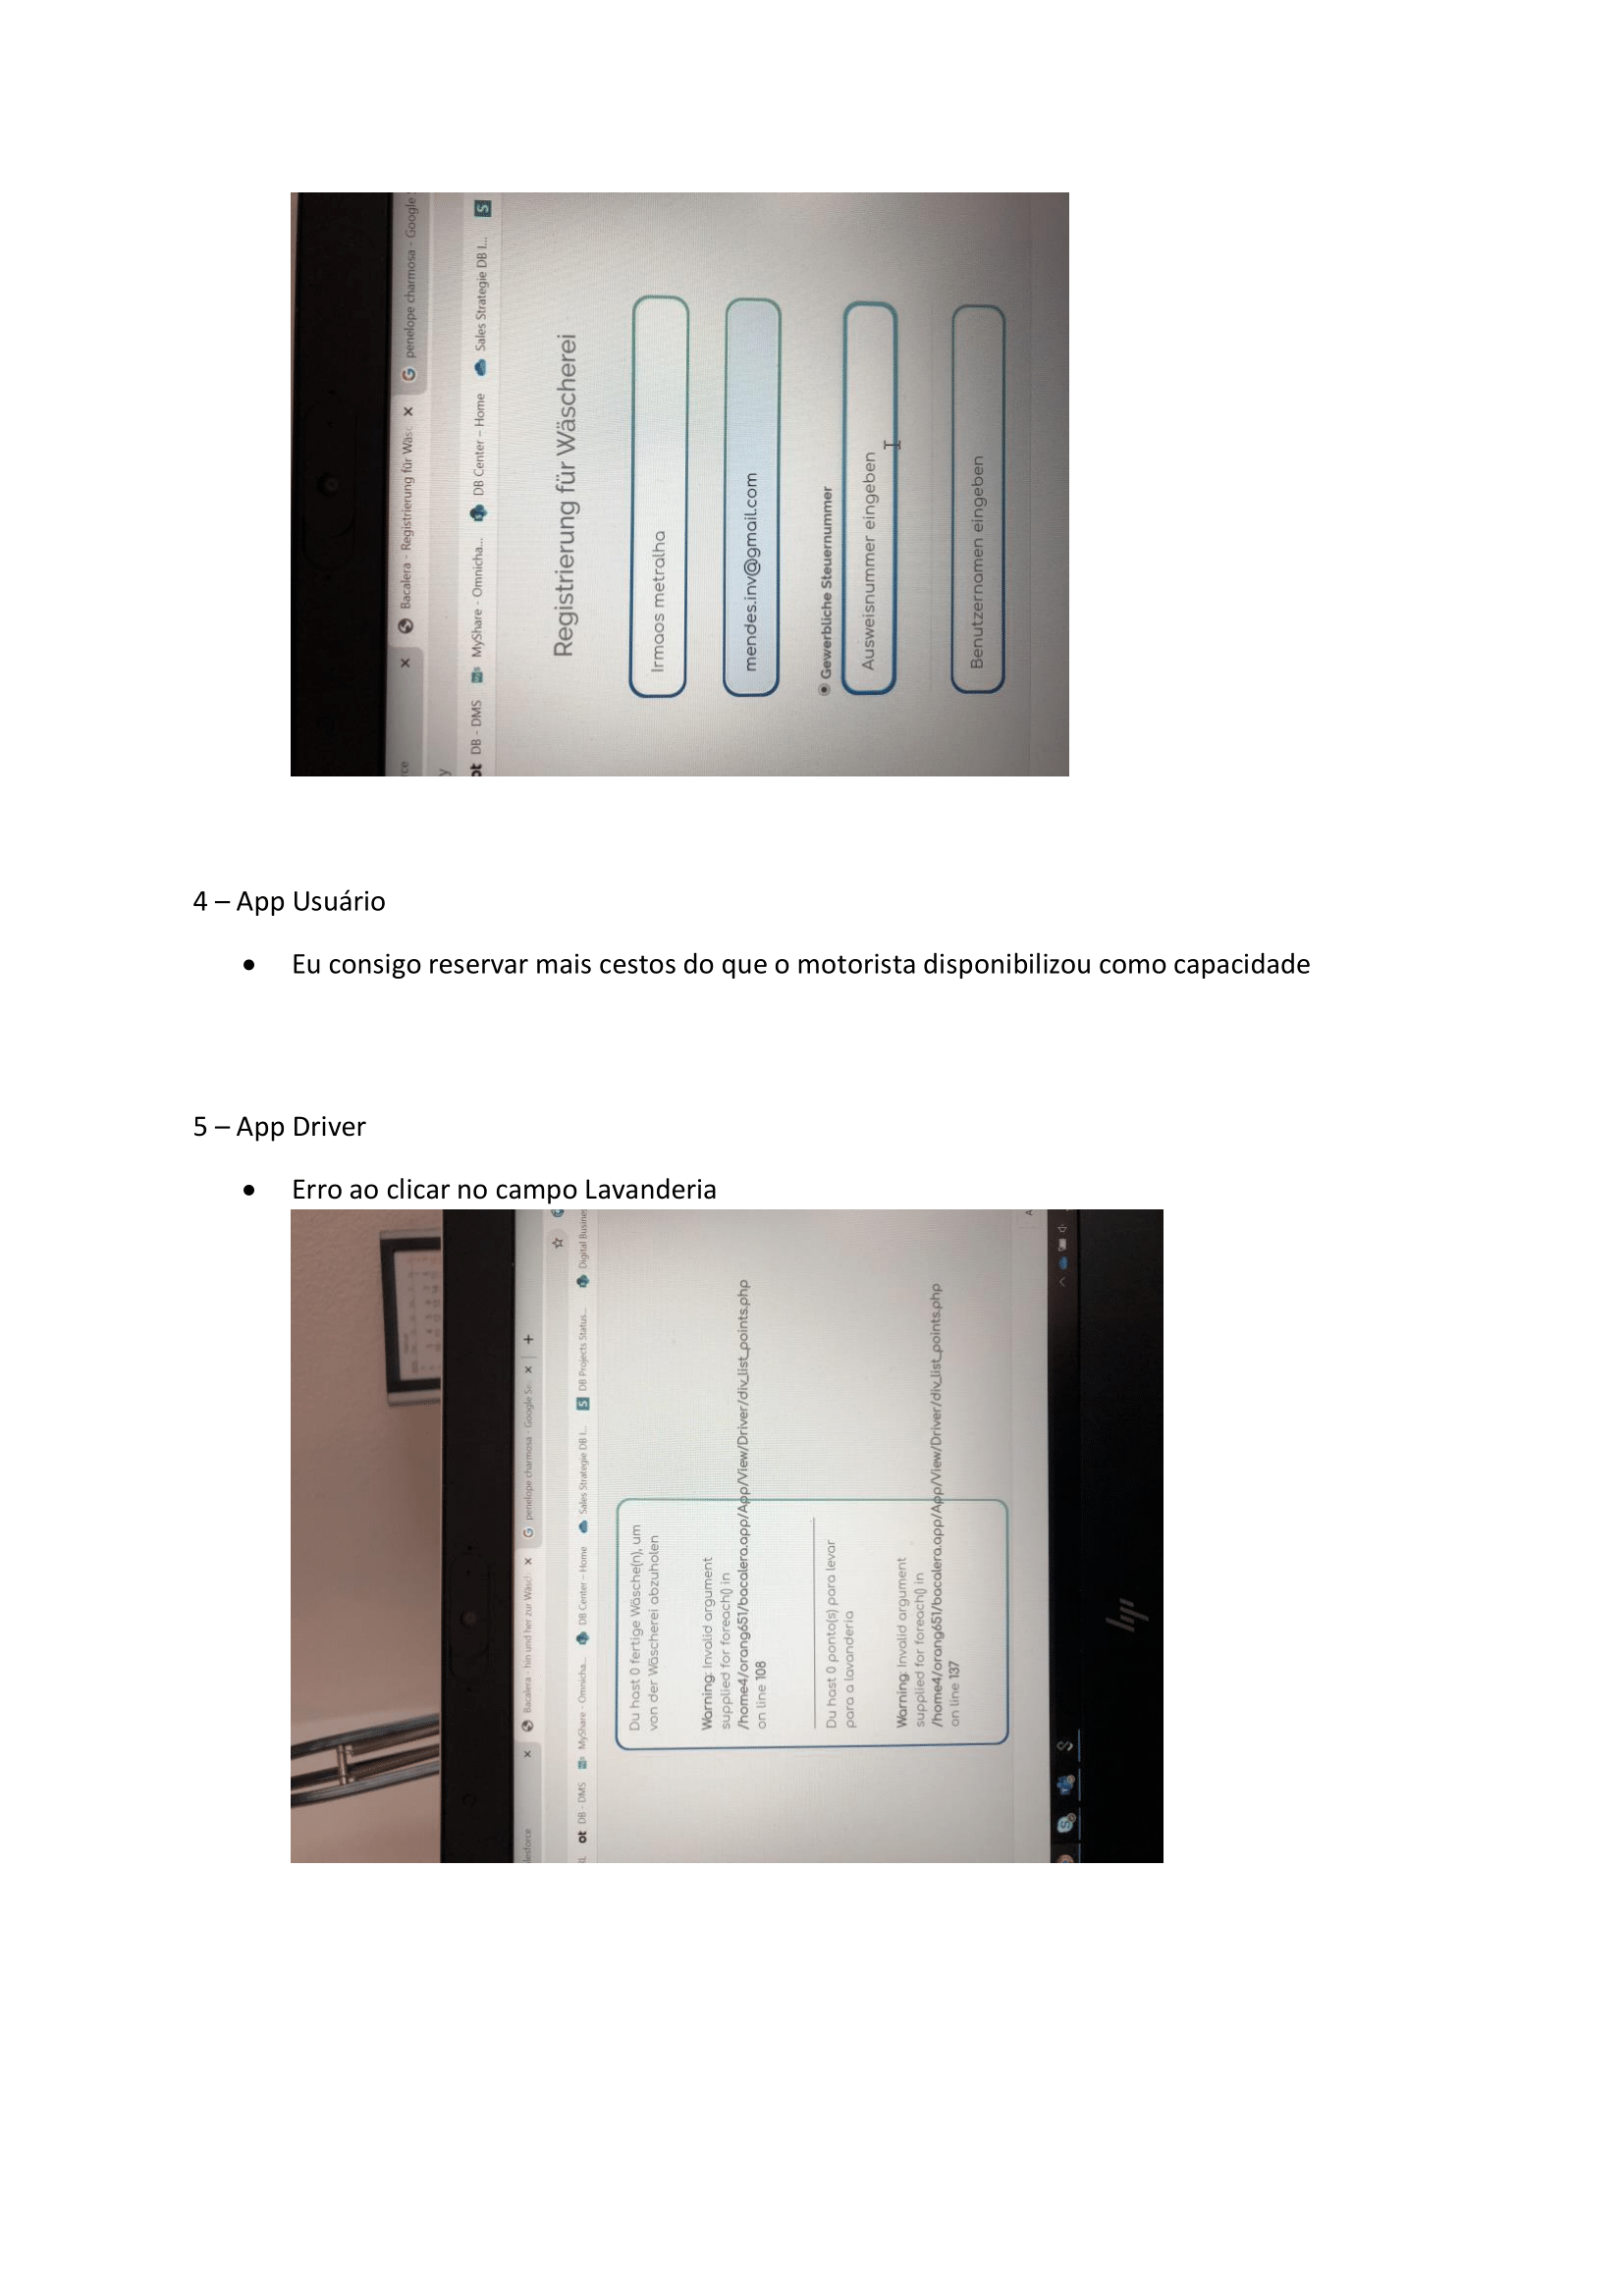 ce
×
Bacalera - Registrierung für Wäsc
×
penelope charmosa - Google
y
ot DB - DMS
MyShare - Omnicha...
DB Center – Home
Sales Strategie DB I...
S
Registrierung für Wäscherei
Irmaos metralha
mendes.inv@gmail.com
Gewerbliche Steuernummer
Ausweisnummer eingeben
Benutzernamen eingeben
4 – App Usuário
• Eu consigo reservar mais cestos do que o motorista disponibilizou como capacidade
5 – App Driver
• Erro ao clicar no campo Lavanderia
lesforce
×
Bacalera - hin und her zur Wäsch
×
penelope charmosa - Google Se
×
+
ot DB - DMS
MyShare - Omnicha...
DB Center – Home
Sales Strategie DB I...
S
DB Projects Status...
Digital Busines
Du hast 0 fertige Wäsche(n), um
von der Wäscherei abzuholen
Warning: Invalid argument
supplied for foreach() in
/home4/orang651/bacalera.app/App/View/Driver/div_list_points.php
on line 108
Du hast 0 ponto(s) para levar
para a lavanderia
Warning: Invalid argument
supplied for foreach() in
/home4/orang651/bacalera.app/App/View/Driver/div_list_points.php
on line 137
A
hp